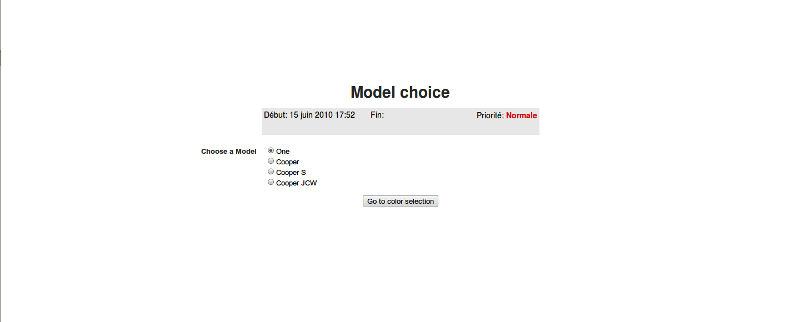 Model choice
Début: 15 juin 2010 17:52 Fin: Priorité: Normale
Choose a Model One
Cooper
Cooper S
Cooper JCW
Go to color selection